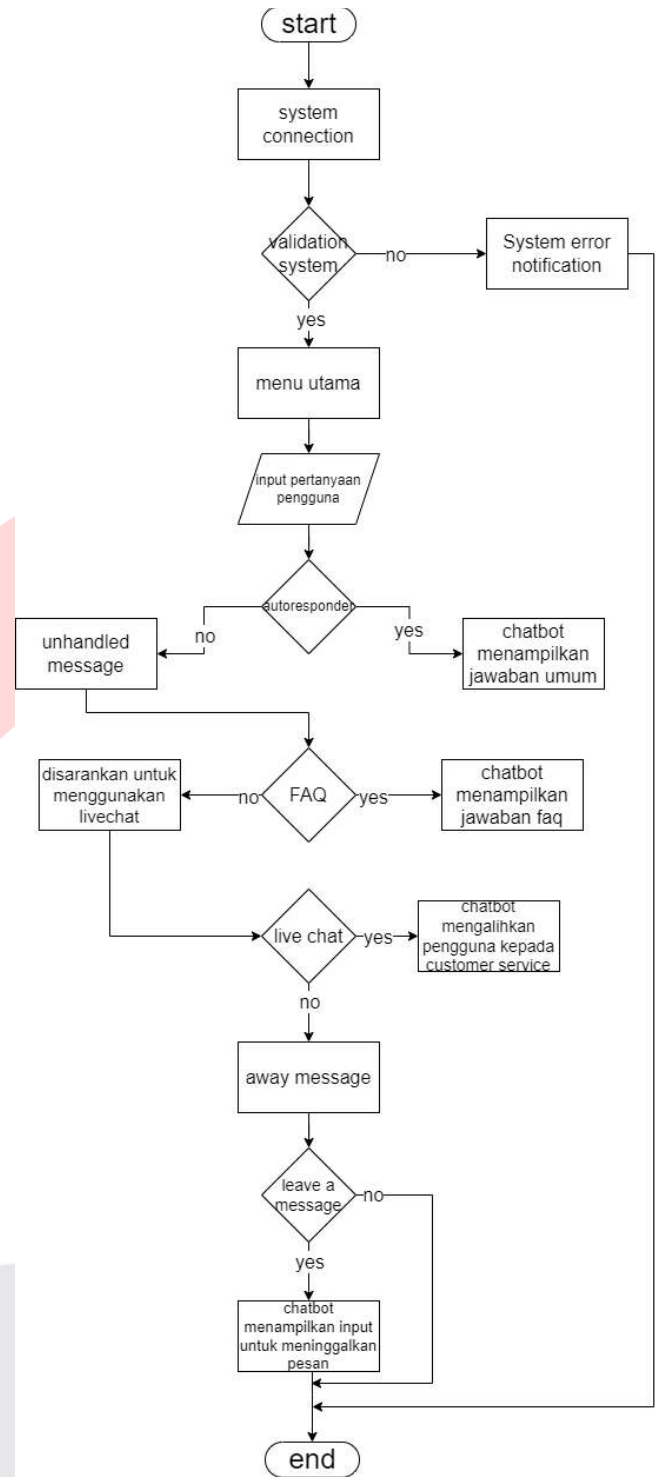 start
system
connection
validation
system
no
System error
notification
yes
menu utama
input pertanyaan
pengguna
autoresponder
no
yes
unhandled
message
chatbot
menampilkan
jawaban umum
disarankan untuk
menggunakan
livechat
no
FAQ
yes
chatbot
menampilkan
jawaban faq
live chat
yes
chatbot
mengalihkan
pengguna kepada
customer service
no
away message
leave a
message
no
yes
chatbot
menampilkan input
untuk meninggalkan
pesan
end